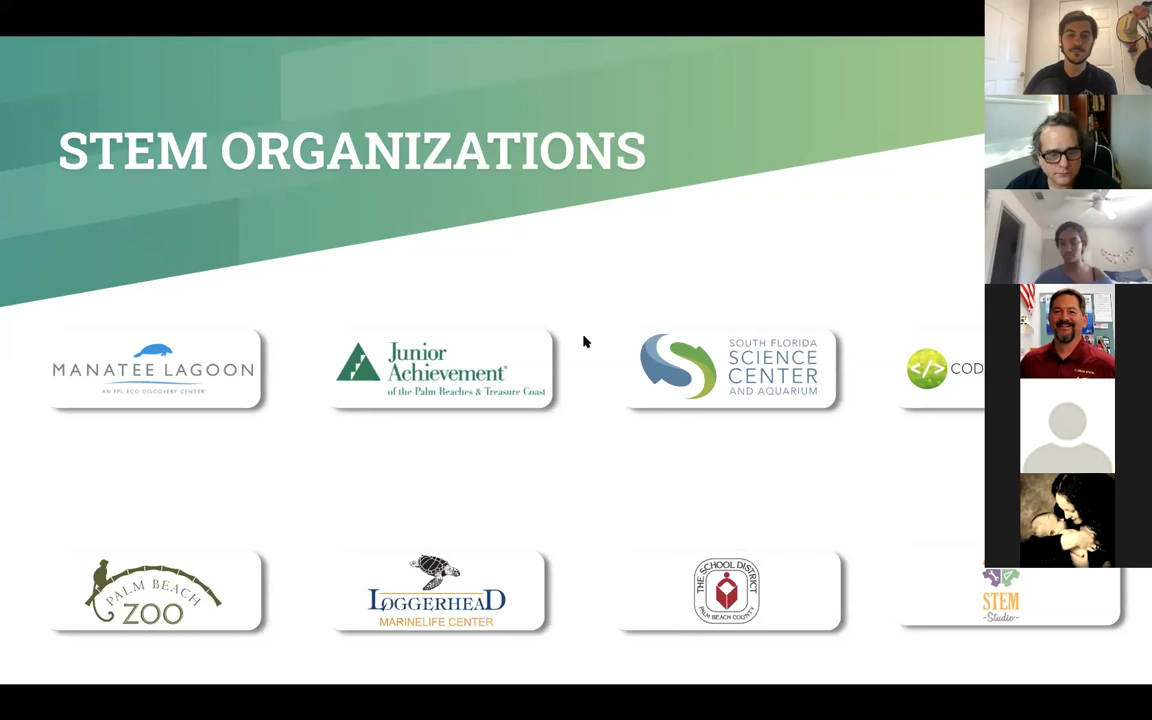 STEM ORGANIZATIONS
MANATEE LAGOON
AN FPL ECO-DISCOVERY CENTER®
Junior
Achievement®
of the Palm Beaches & Treasure Coast
SOUTH FLORIDA
SCIENCE
CENTER
AND AQUARIUM
</> COD
PALM BEACH
ZOO
LOGGERHEAD
MARINELIFE CENTER
THE SCHOOL DISTRICT
PALM BEACH COUNTY
STEM
-Studio-